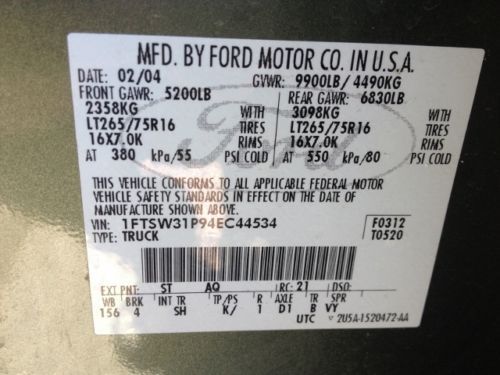 MFD. BY FORD MOTOR CO. IN U.S.A.
DATE: 02/04 GVWR: 9900LB/ 4490KG
FRONT GAWR: 5200LB REAR GAWR: 6830LB
2358KG WITH 3098KG WITH
LT265/75R16 TIRES LT265/75R16 TIRES
16X7.0K RIMS 16X7.0K RIMS
AT 380 kPa/55 PSI COLD AT 550 kPa/80 PSI COLD
THIS VEHICLE CONFORMS TO ALL APPLICABLE FEDERAL MOTOR
VEHICLE SAFETY STANDARDS IN EFFECT ON THE DATE OF
MANUFACTURE SHOWN ABOVE.
VIN: 1FTSW31P94EC44534 F0312
TYPE: TRUCK T0520
Ford
EXT PNT: ST AQ RC: 21 DSO:
WB BRK INT TR TP/PS R AXLE TR SPR
156 4 SH K/ 1 D1 B VY
UTC 2U5A-1520472-AA